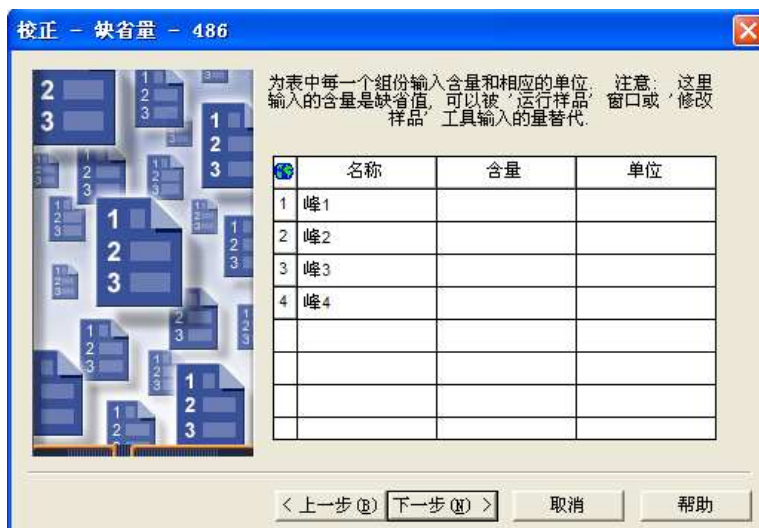 校正 - 缺省量 - 486
为表中每一个组份输入含量和相应的单位. 注意: 这里
输入的含量是缺省值, 可以被 '运行样品' 窗口或 '修改
样品' 工具输入的量替代.
名称 含量 单位
1 峰1
2 峰2
3 峰3
4 峰4
< 上一步(B) 下一步(N) > 取消 帮助